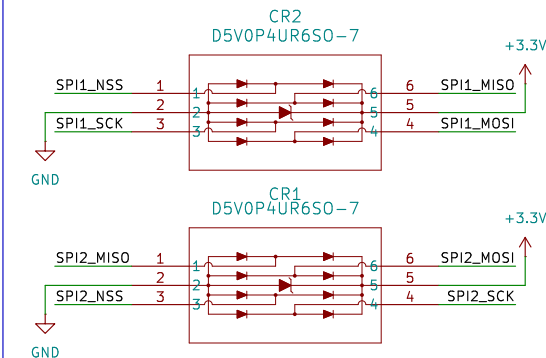 CR2
D5V0P4UR6SO-7
+3.3V
SPI1_NSS 1 1 6 6 SPI1_MISO
2 2 5 5
SPI1_SCK 3 3 4 4 SPI1_MOSI
GND
CR1
D5V0P4UR6SO-7
+3.3V
SPI2_MISO 1 1 6 6 SPI2_MOSI
2 2 5 5
SPI2_NSS 3 3 4 4 SPI2_SCK
GND